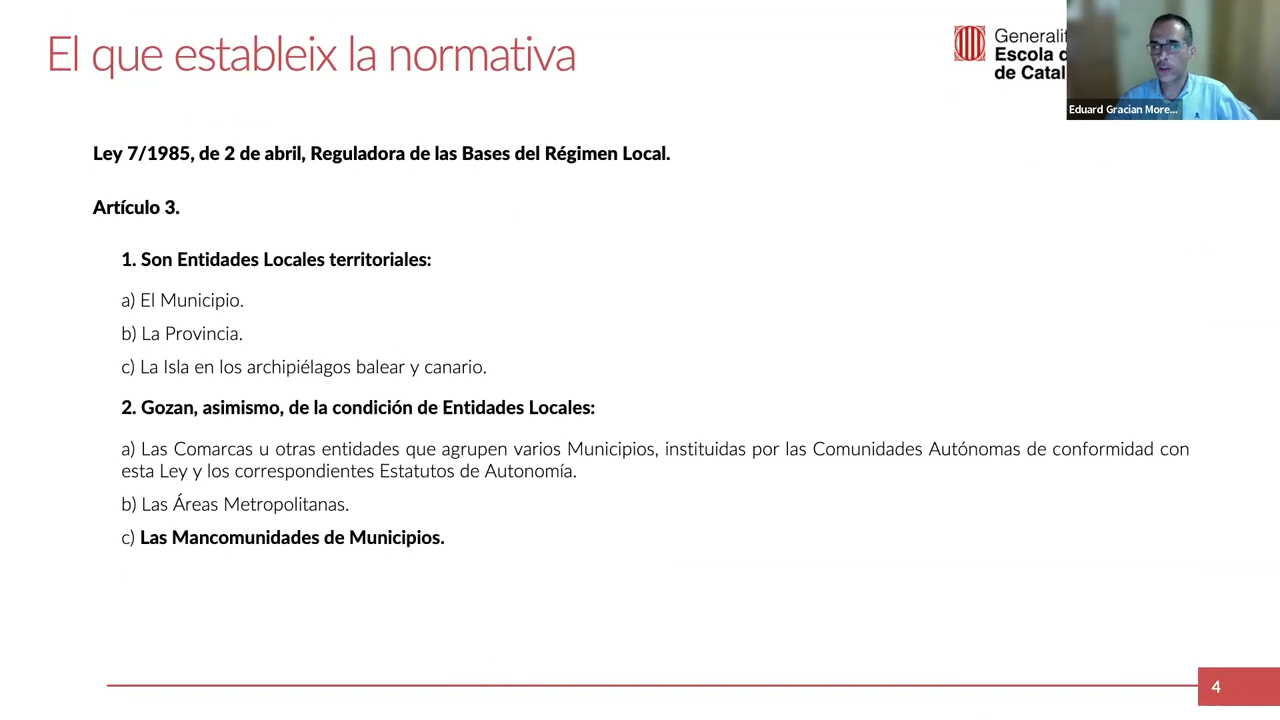 El que estableix la normativa
Escola
de
Eduard Gracian More...
Ley 7/1985, de 2 de abril, Reguladora de las Bases del Régimen Local.
Artículo 3.
1. Son Entidades Locales territoriales:
a) El Municipio.
b) La Provincia.
c) La Isla en los archipiélagos balear y canario.
2. Gozan, asimismo, de la condición de Entidades Locales:
a) Las Comarcas u otras entidades que agrupen varios Municipios, instituidas por las Comunidades Autónomas de conformidad con
esta Ley y los correspondientes Estatutos de Autonomía.
b) Las Áreas Metropolitanas.
c) Las Mancomunidades de Municipios.
4